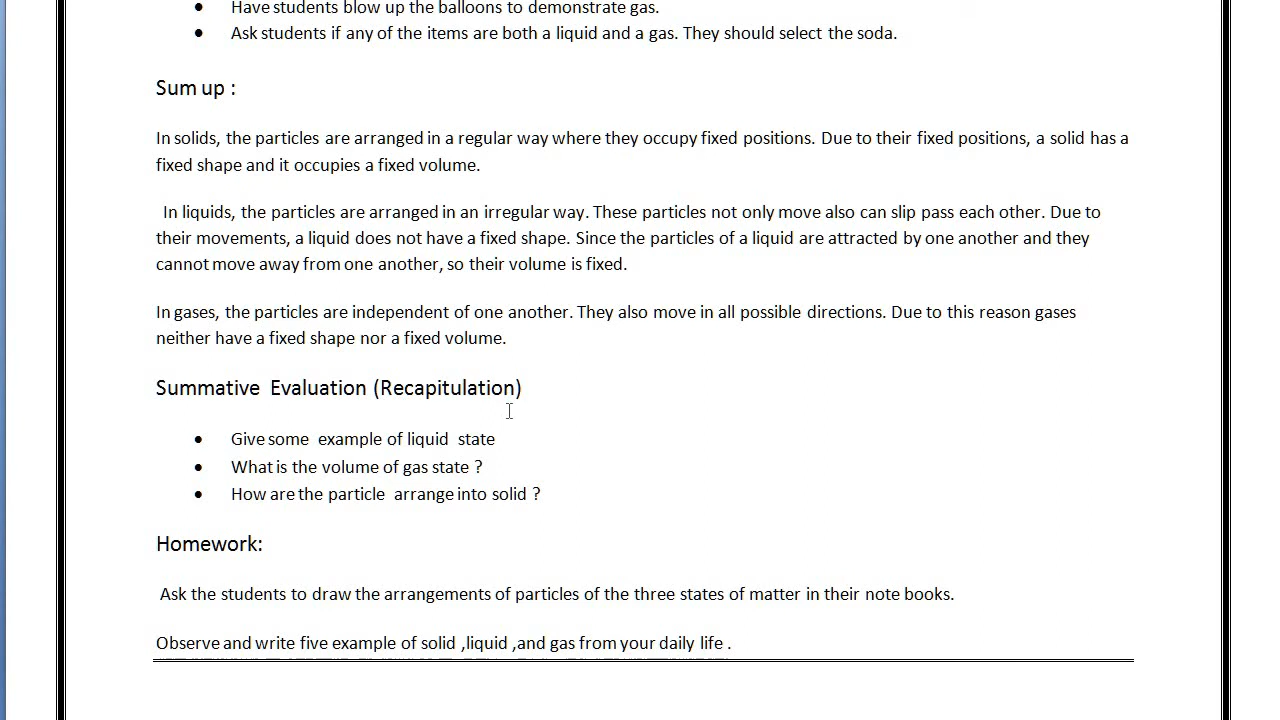 • Have students blow up the balloons to demonstrate gas.
• Ask students if any of the items are both a liquid and a gas. They should select the soda.
Sum up :
In solids, the particles are arranged in a regular way where they occupy fixed positions. Due to their fixed positions, a solid has a
fixed shape and it occupies a fixed volume.
In liquids, the particles are arranged in an irregular way. These particles not only move also can slip pass each other. Due to
their movements, a liquid does not have a fixed shape. Since the particles of a liquid are attracted by one another and they
cannot move away from one another, so their volume is fixed.
In gases, the particles are independent of one another. They also move in all possible directions. Due to this reason gases
neither have a fixed shape nor a fixed volume.
Summative Evaluation (Recapitulation)
• Give some example of liquid state
• What is the volume of gas state ?
• How are the particle arrange into solid ?
Homework:
Ask the students to draw the arrangements of particles of the three states of matter in their note books.
Observe and write five example of solid ,liquid ,and gas from your daily life .